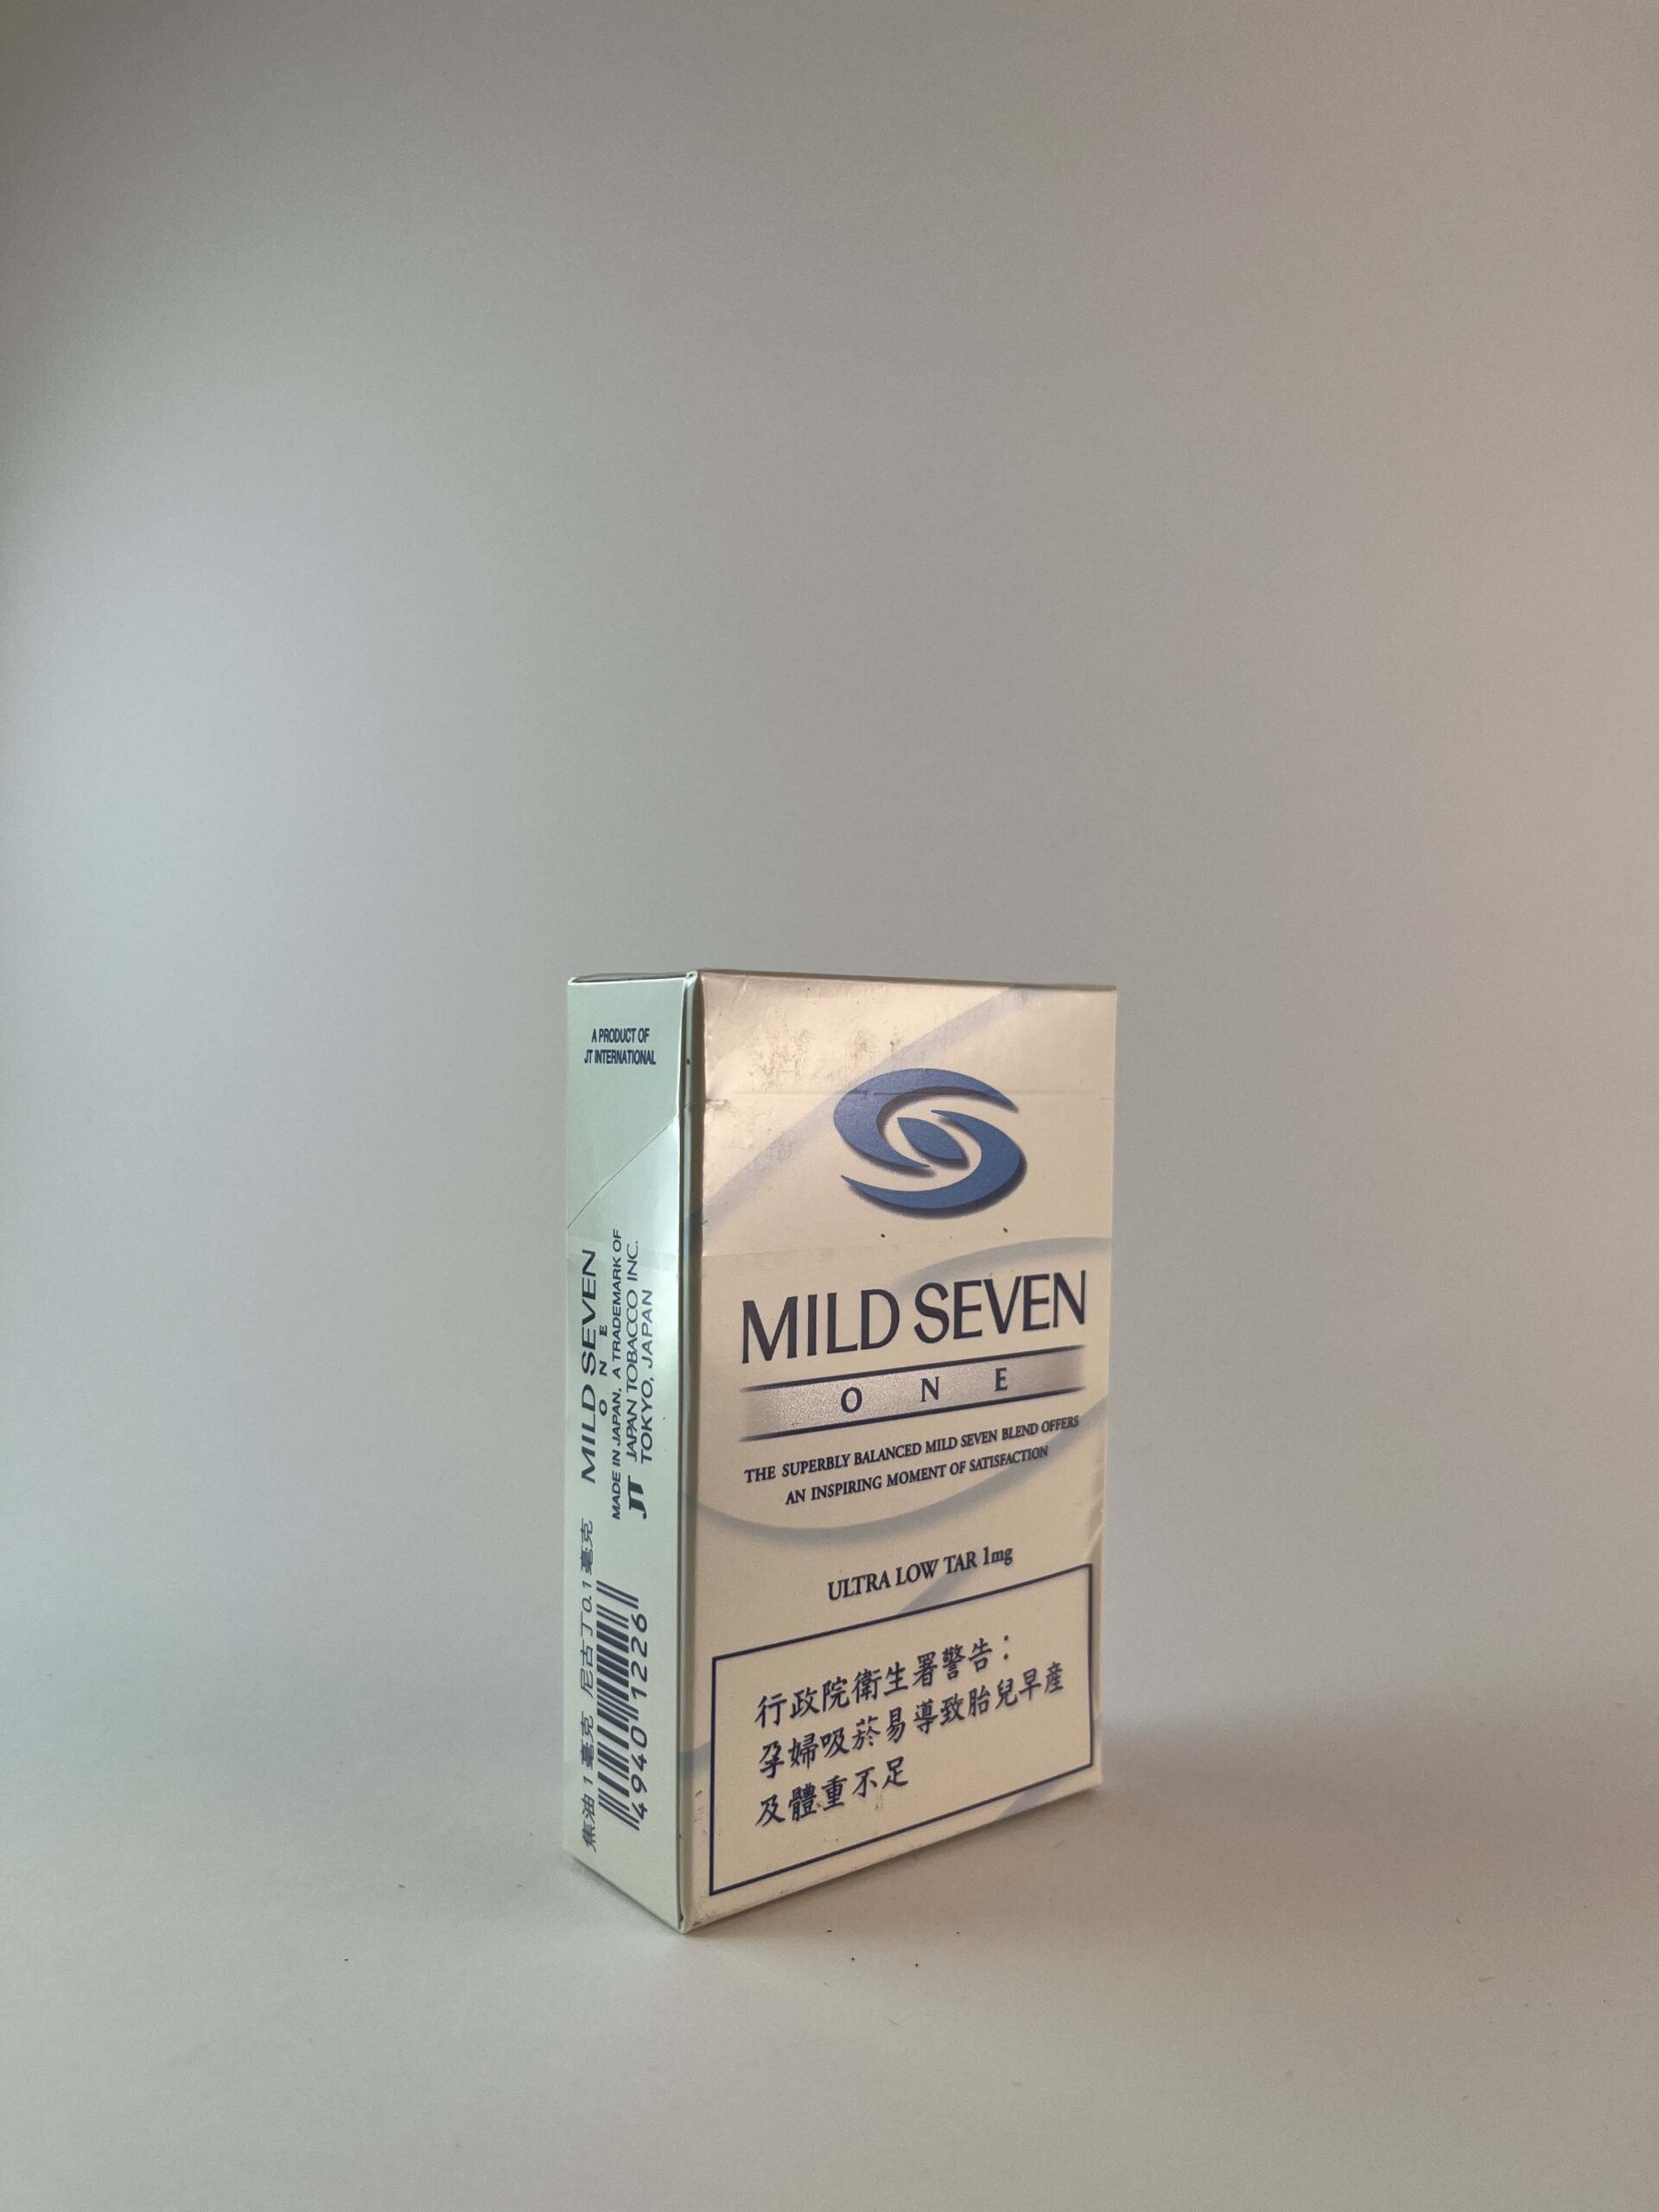 A PRODUCT OF
JT INTERNATIONAL
MILD SEVEN
O N E
MADE IN JAPAN, A TRADEMARK OF
JT JAPAN TOBACCO INC.
TOKYO, JAPAN
焦油 1 毫克 尼古丁 0.1 毫克
49401226
MILD SEVEN
O N E
THE SUPERBLY BALANCED MILD SEVEN BLEND OFFERS
AN INSPIRING MOMENT OF SATISFACTION
ULTRA LOW TAR 1mg
行政院衛生署警告：
孕婦吸菸易導致胎兒早產
及體重不足